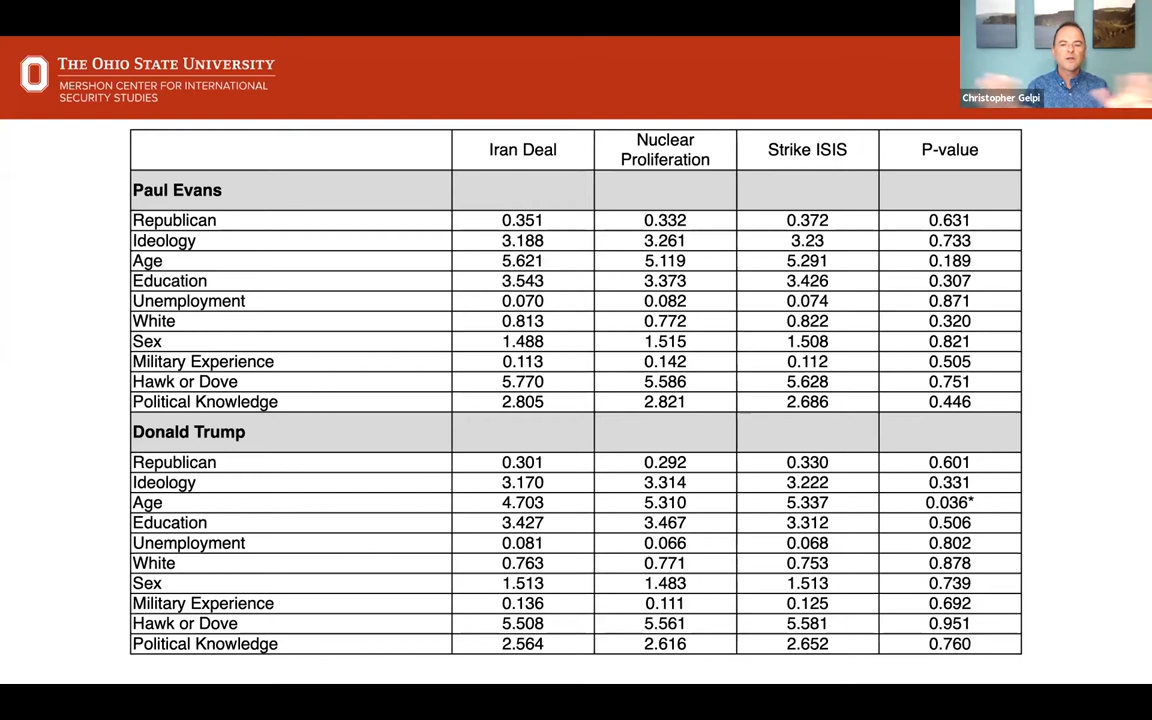 THE OHIO STATE UNIVERSITY
MERSHON CENTER FOR INTERNATIONAL
SECURITY STUDIES
Christopher Gelpi
Iran Deal Nuclear Proliferation Strike ISIS P-value
Paul Evans
Republican 0.351 0.332 0.372 0.631
Ideology 3.188 3.261 3.23 0.733
Age 5.621 5.119 5.291 0.189
Education 3.543 3.373 3.426 0.307
Unemployment 0.070 0.082 0.074 0.871
White 0.813 0.772 0.822 0.320
Sex 1.488 1.515 1.508 0.821
Military Experience 0.113 0.142 0.112 0.505
Hawk or Dove 5.770 5.586 5.628 0.751
Political Knowledge 2.805 2.821 2.686 0.446
Donald Trump
Republican 0.301 0.292 0.330 0.601
Ideology 3.170 3.314 3.222 0.331
Age 4.703 5.310 5.337 0.036*
Education 3.427 3.467 3.312 0.506
Unemployment 0.081 0.066 0.068 0.802
White 0.763 0.771 0.753 0.878
Sex 1.513 1.483 1.513 0.739
Military Experience 0.136 0.111 0.125 0.692
Hawk or Dove 5.508 5.561 5.581 0.951
Political Knowledge 2.564 2.616 2.652 0.760